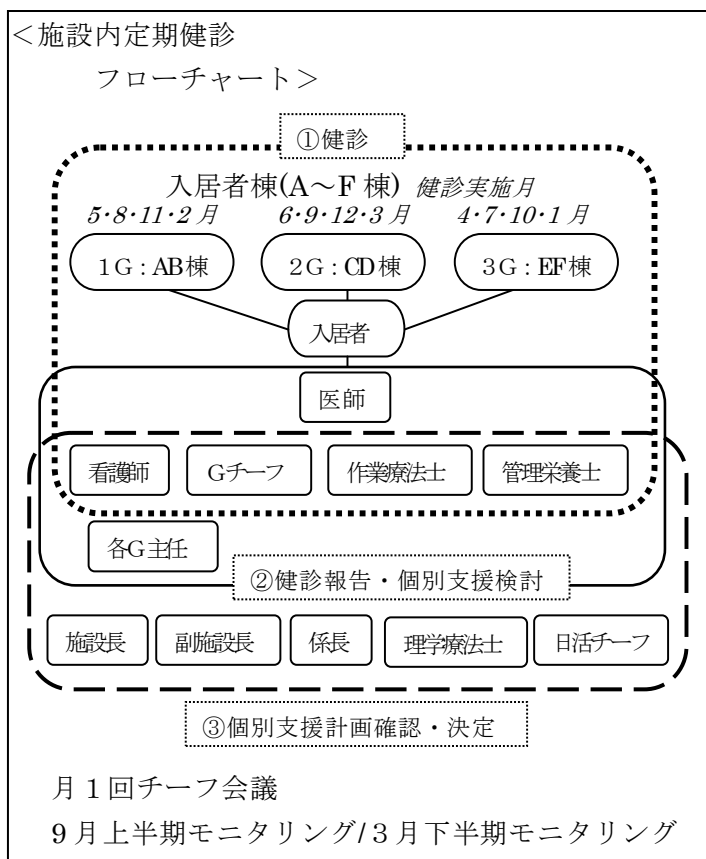 ＜施設内定期健診
フローチャート＞
①健診
入居者棟(A～F棟) 健診実施月
5・8・11・2月 6・9・12・3月 4・7・10・1月
1G：AB棟 2G：CD棟 3G：EF棟
入居者
医師
看護師 Gチーフ 作業療法士 管理栄養士
各G主任
②健診報告・個別支援検討
施設長 副施設長 係長 理学療法士 日活チーフ
③個別支援計画確認・決定
月1回チーフ会議
9月上半期モニタリング/3月下半期モニタリング